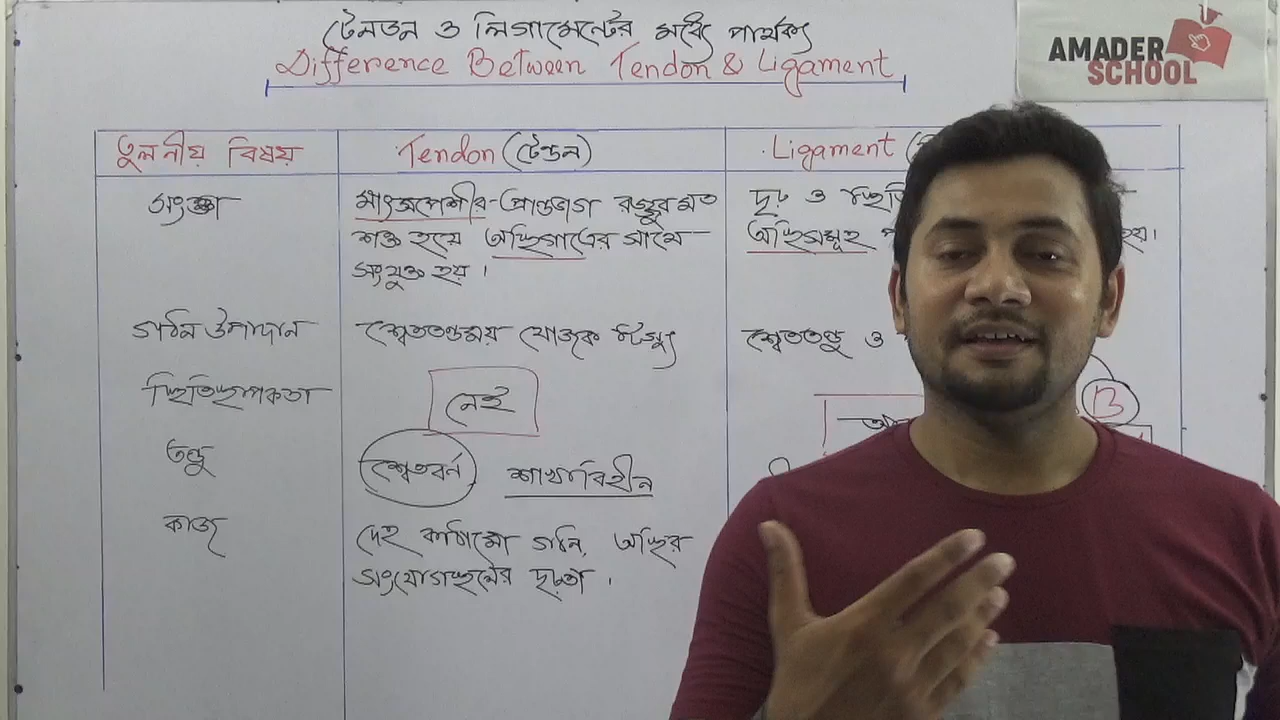 টেনডন ও লিগামেন্টের মধ্যে পার্থক্য
Difference Between Tendon & Ligament
AMADER
SCHOOL
তুলনীয় বিষয়
Tendon (টেন্ডন)
Ligament
সংজ্ঞা
মাংসপেশীর প্রান্তভাগ রজ্জুর মত
শক্ত হয়ে অস্থিগাত্রের সাথে
সংযুক্ত হয়।
দৃঢ় ও
অস্থিসমূহ
হয়।
গঠন উপাদান
শ্বেততন্তুময় যোজক টিস্যু
শ্বেততন্তু ও
স্থিতিস্থাপকতা
নেই
B
তন্তু
শ্বেতবর্ন শাখাবিহীন
কাজ
দেহ কাঠামো গঠন, অস্থির
সংযোগস্থলের দৃঢ়তা।